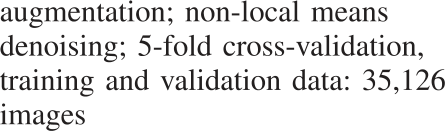 augmentation; non-local means
denoising; 5-fold cross-validation,
training and validation data: 35,126
images